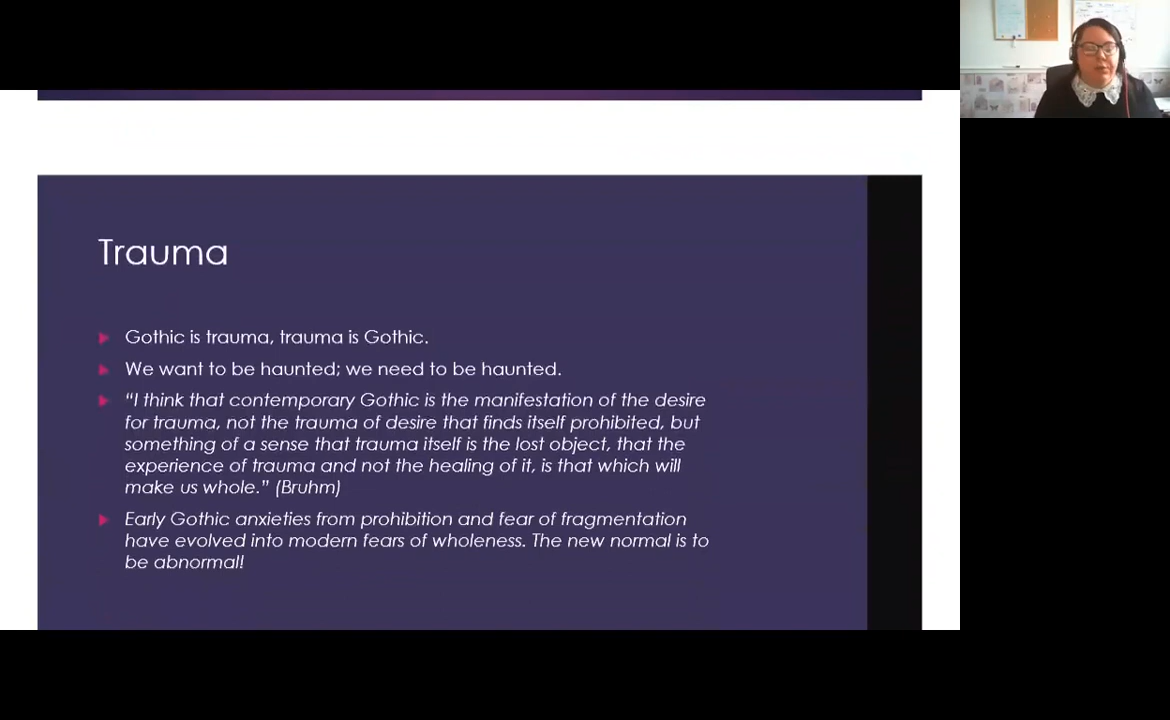 Trauma
Gothic is trauma, trauma is Gothic.
We want to be haunted; we need to be haunted.
“I think that contemporary Gothic is the manifestation of the desire
for trauma, not the trauma of desire that finds itself prohibited, but
something of a sense that trauma itself is the lost object, that the
experience of trauma and not the healing of it, is that which will
make us whole.” (Bruhm)
Early Gothic anxieties from prohibition and fear of fragmentation
have evolved into modern fears of wholeness. The new normal is to
be abnormal!